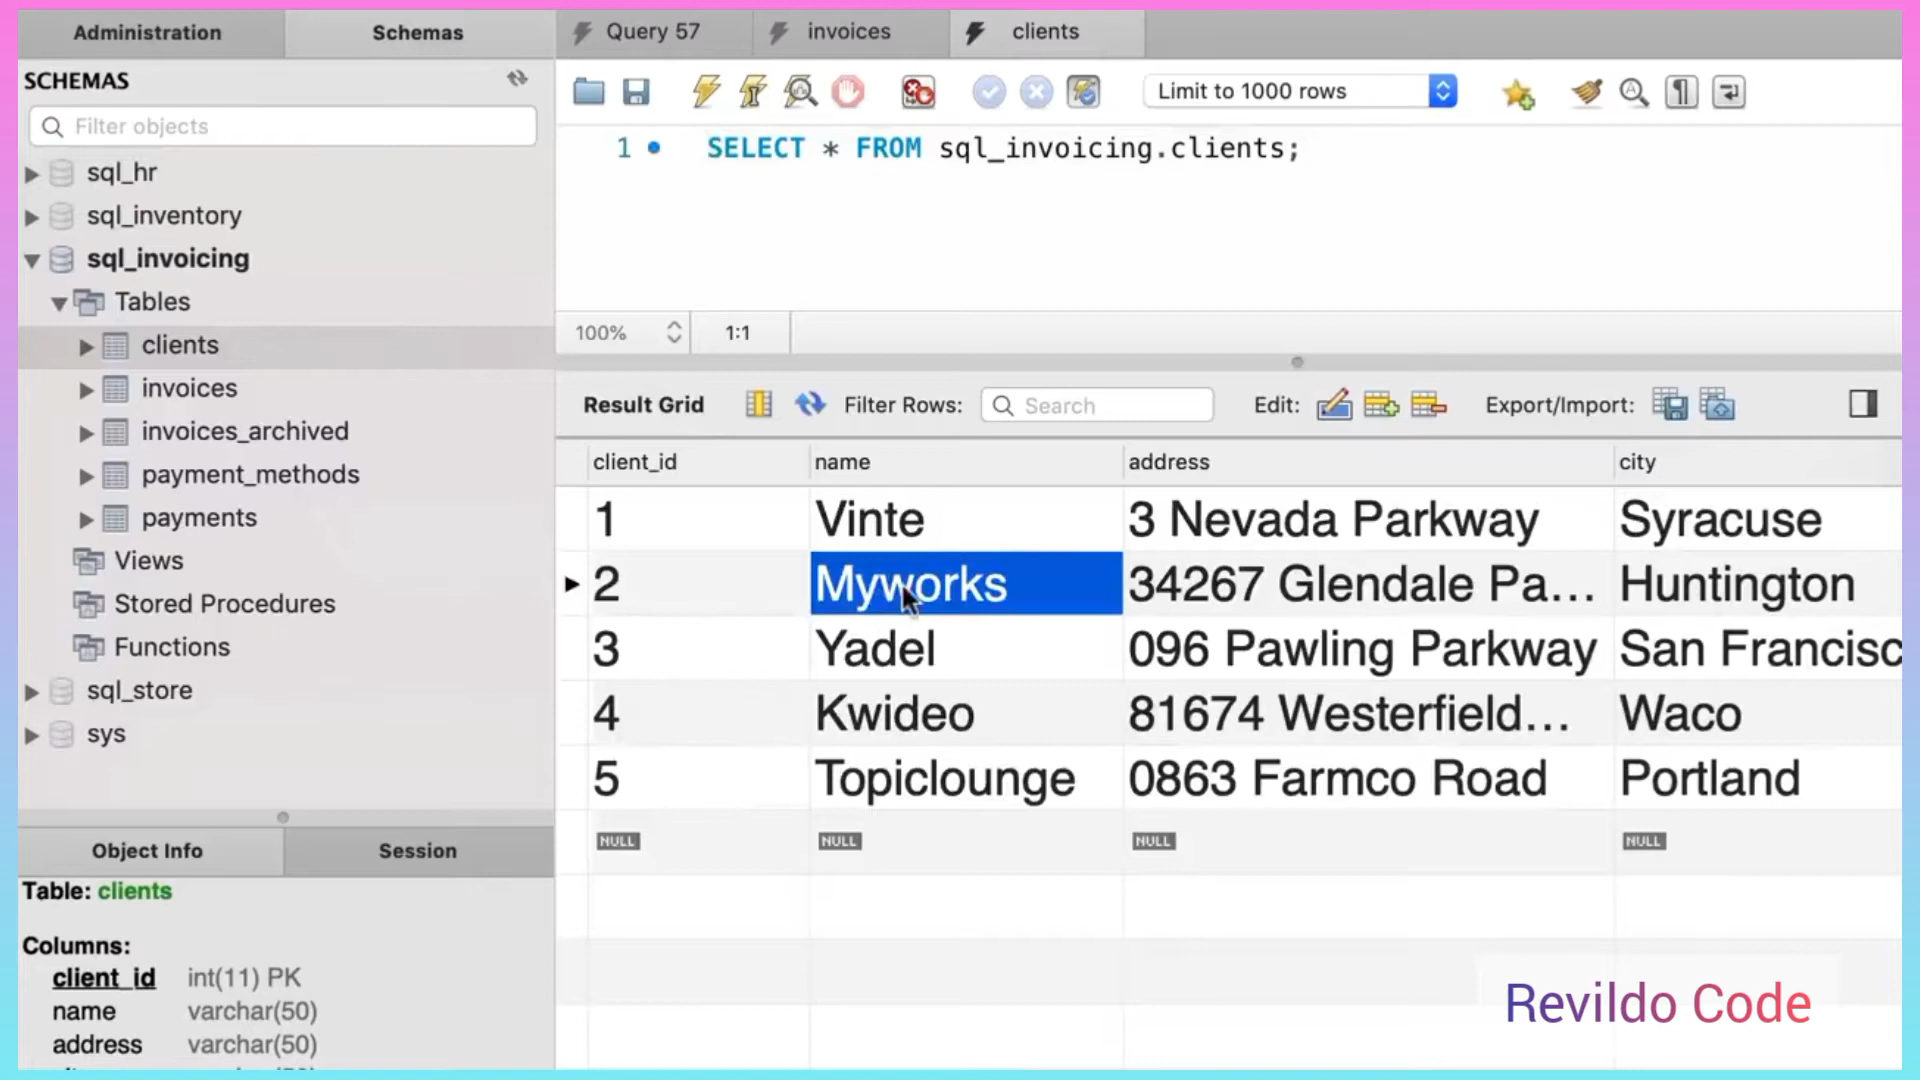 Administration
Schemas
SCHEMAS
Filter objects
sql_hr
sql_inventory
sql_invoicing
Tables
clients
invoices
invoices_archived
payment_methods
payments
Views
Stored Procedures
Functions
sql_store
sys
Object Info
Session
Table: clients
Columns:
client_id int(11) PK
name varchar(50)
address varchar(50)
Query 57
invoices
clients
Limit to 1000 rows
1 SELECT * FROM sql_invoicing.clients;
100% 1:1
Result Grid Filter Rows: Search Edit: Export/Import:
client_id name address city
1 Vinte 3 Nevada Parkway Syracuse
2 Myworks 34267 Glendale Pa... Huntington
3 Yadel 096 Pawling Parkway San Francisc
4 Kwideo 81674 Westerfield... Waco
5 Topiclounge 0863 Farmco Road Portland
NULL NULL NULL NULL
Revildo Code